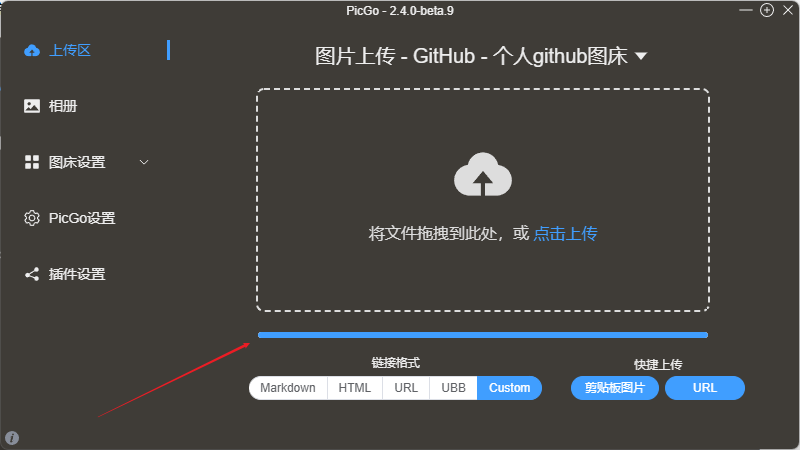 PicGo - 2.4.0-beta.9
上传区
相册
图床设置
PicGo设置
插件设置
图片上传 - GitHub - 个人github图床
将文件拖拽到此处，或 点击上传
链接格式
Markdown HTML URL UBB Custom
快捷上传
剪贴板图片 URL